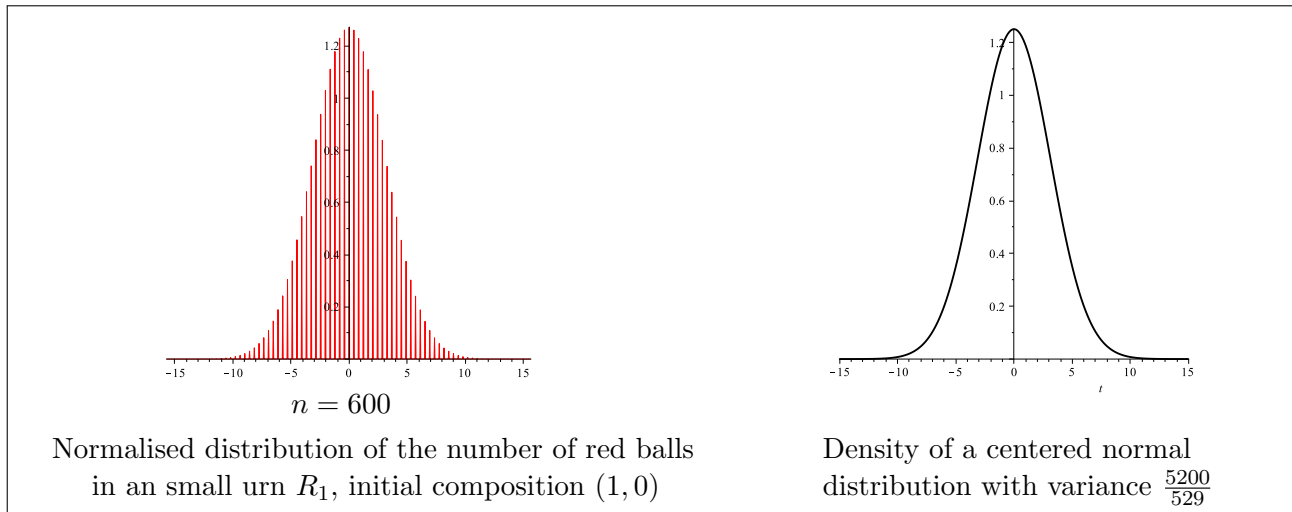 1.2
1
0.8
0.6
0.4
0.2
−15 −10 −5 0 5 10 15
n = 600
Normalised distribution of the number of red balls
in an small urn R₁, initial composition (1, 0)
1.2
1
0.8
0.6
0.4
0.2
−15 −10 −5 0 5 10 15
t
Density of a centered normal
distribution with variance 5200/529